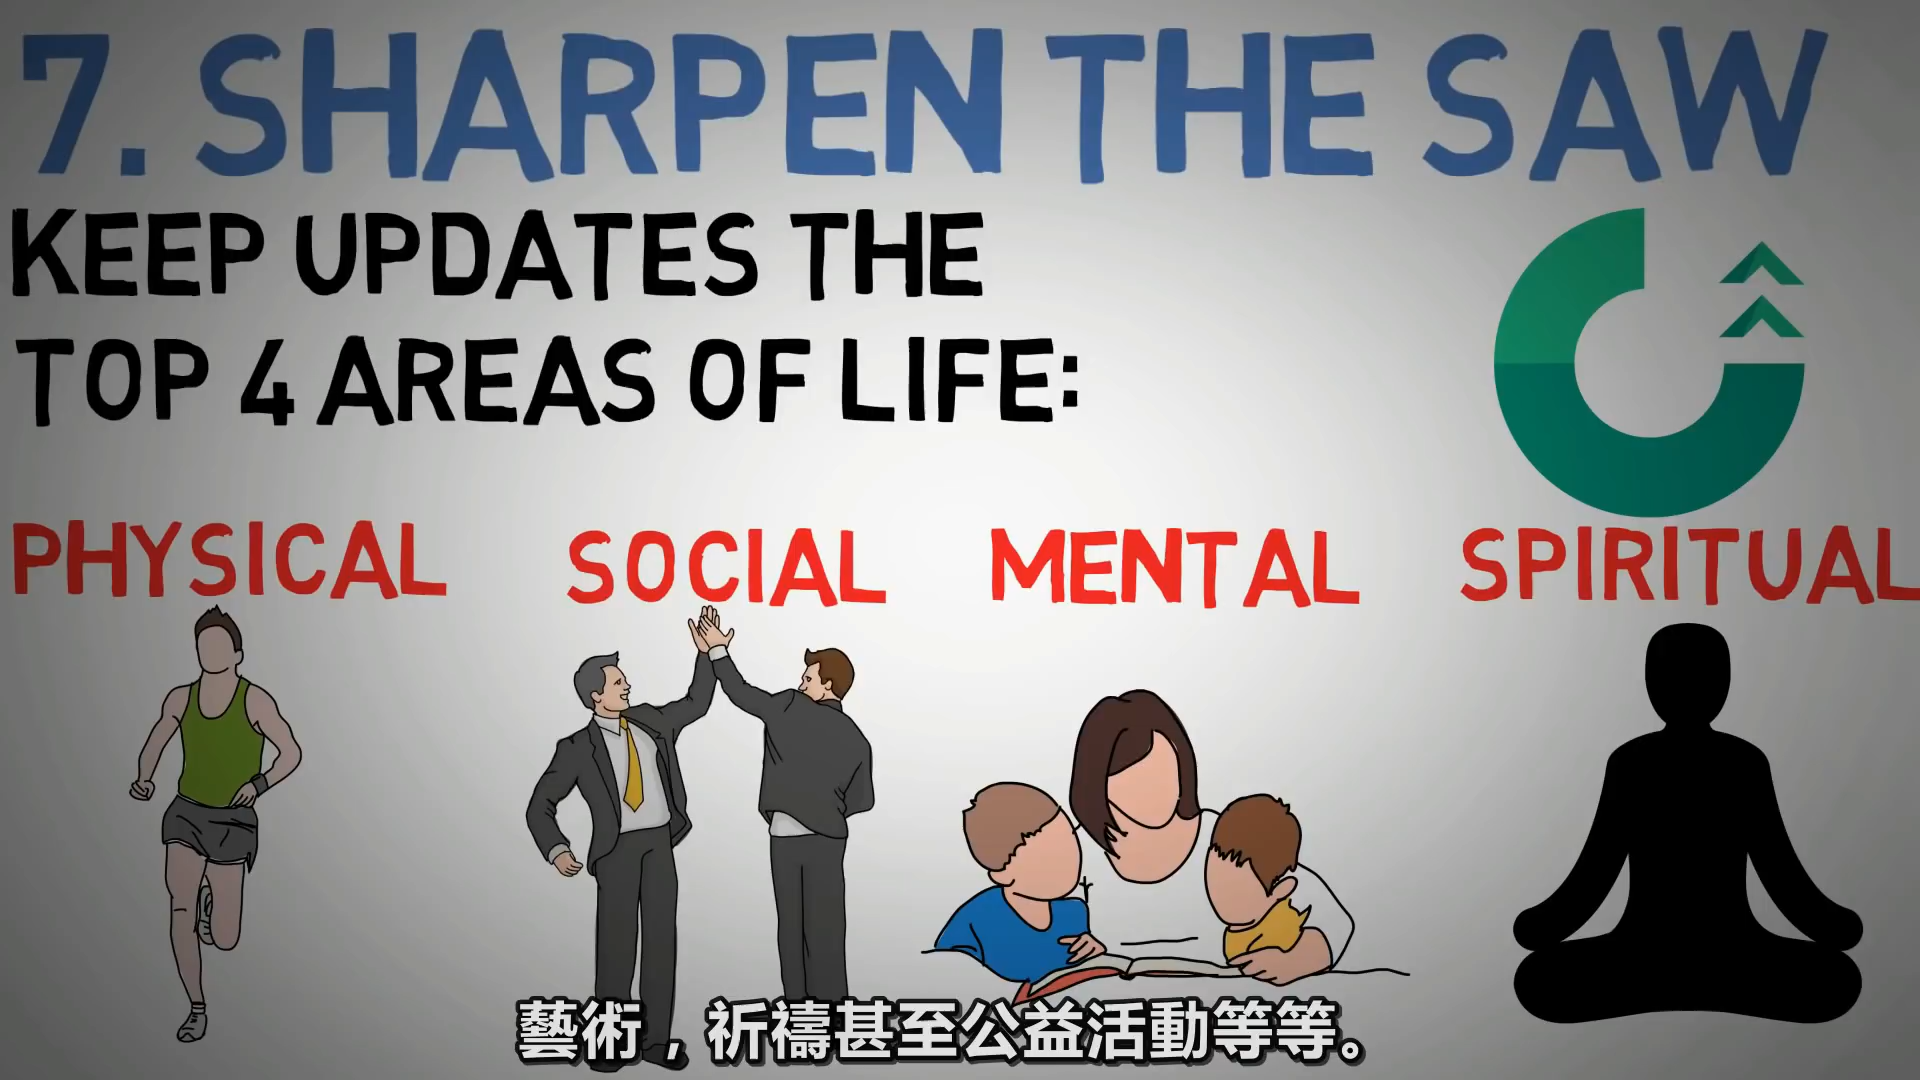 7. SHARPEN THE SAW
KEEP UPDATES THE
TOP 4 AREAS OF LIFE:
PHYSICAL SOCIAL MENTAL SPIRITUAL
藝術，祈禱甚至公益活動等等。